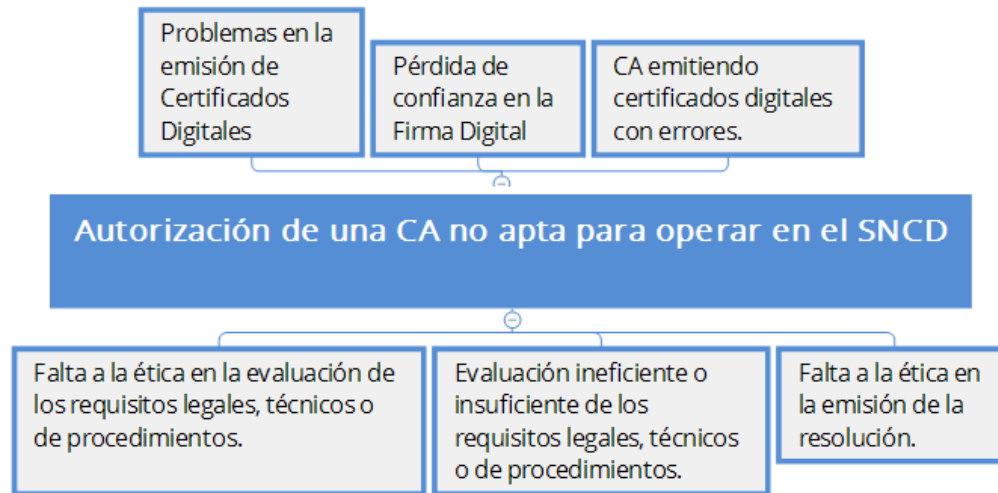 Problemas en la
emisión de
Certificados
Digitales
Pérdida de
confianza en la
Firma Digital
CA emitiendo
certificados digitales
con errores.
Autorización de una CA no apta para operar en el SNCD
Falta a la ética en la evaluación de
los requisitos legales, técnicos o
de procedimientos.
Evaluación ineficiente o
insuficiente de los
requisitos legales, técnicos
o de procedimientos.
Falta a la ética en
la emisión de la
resolución.